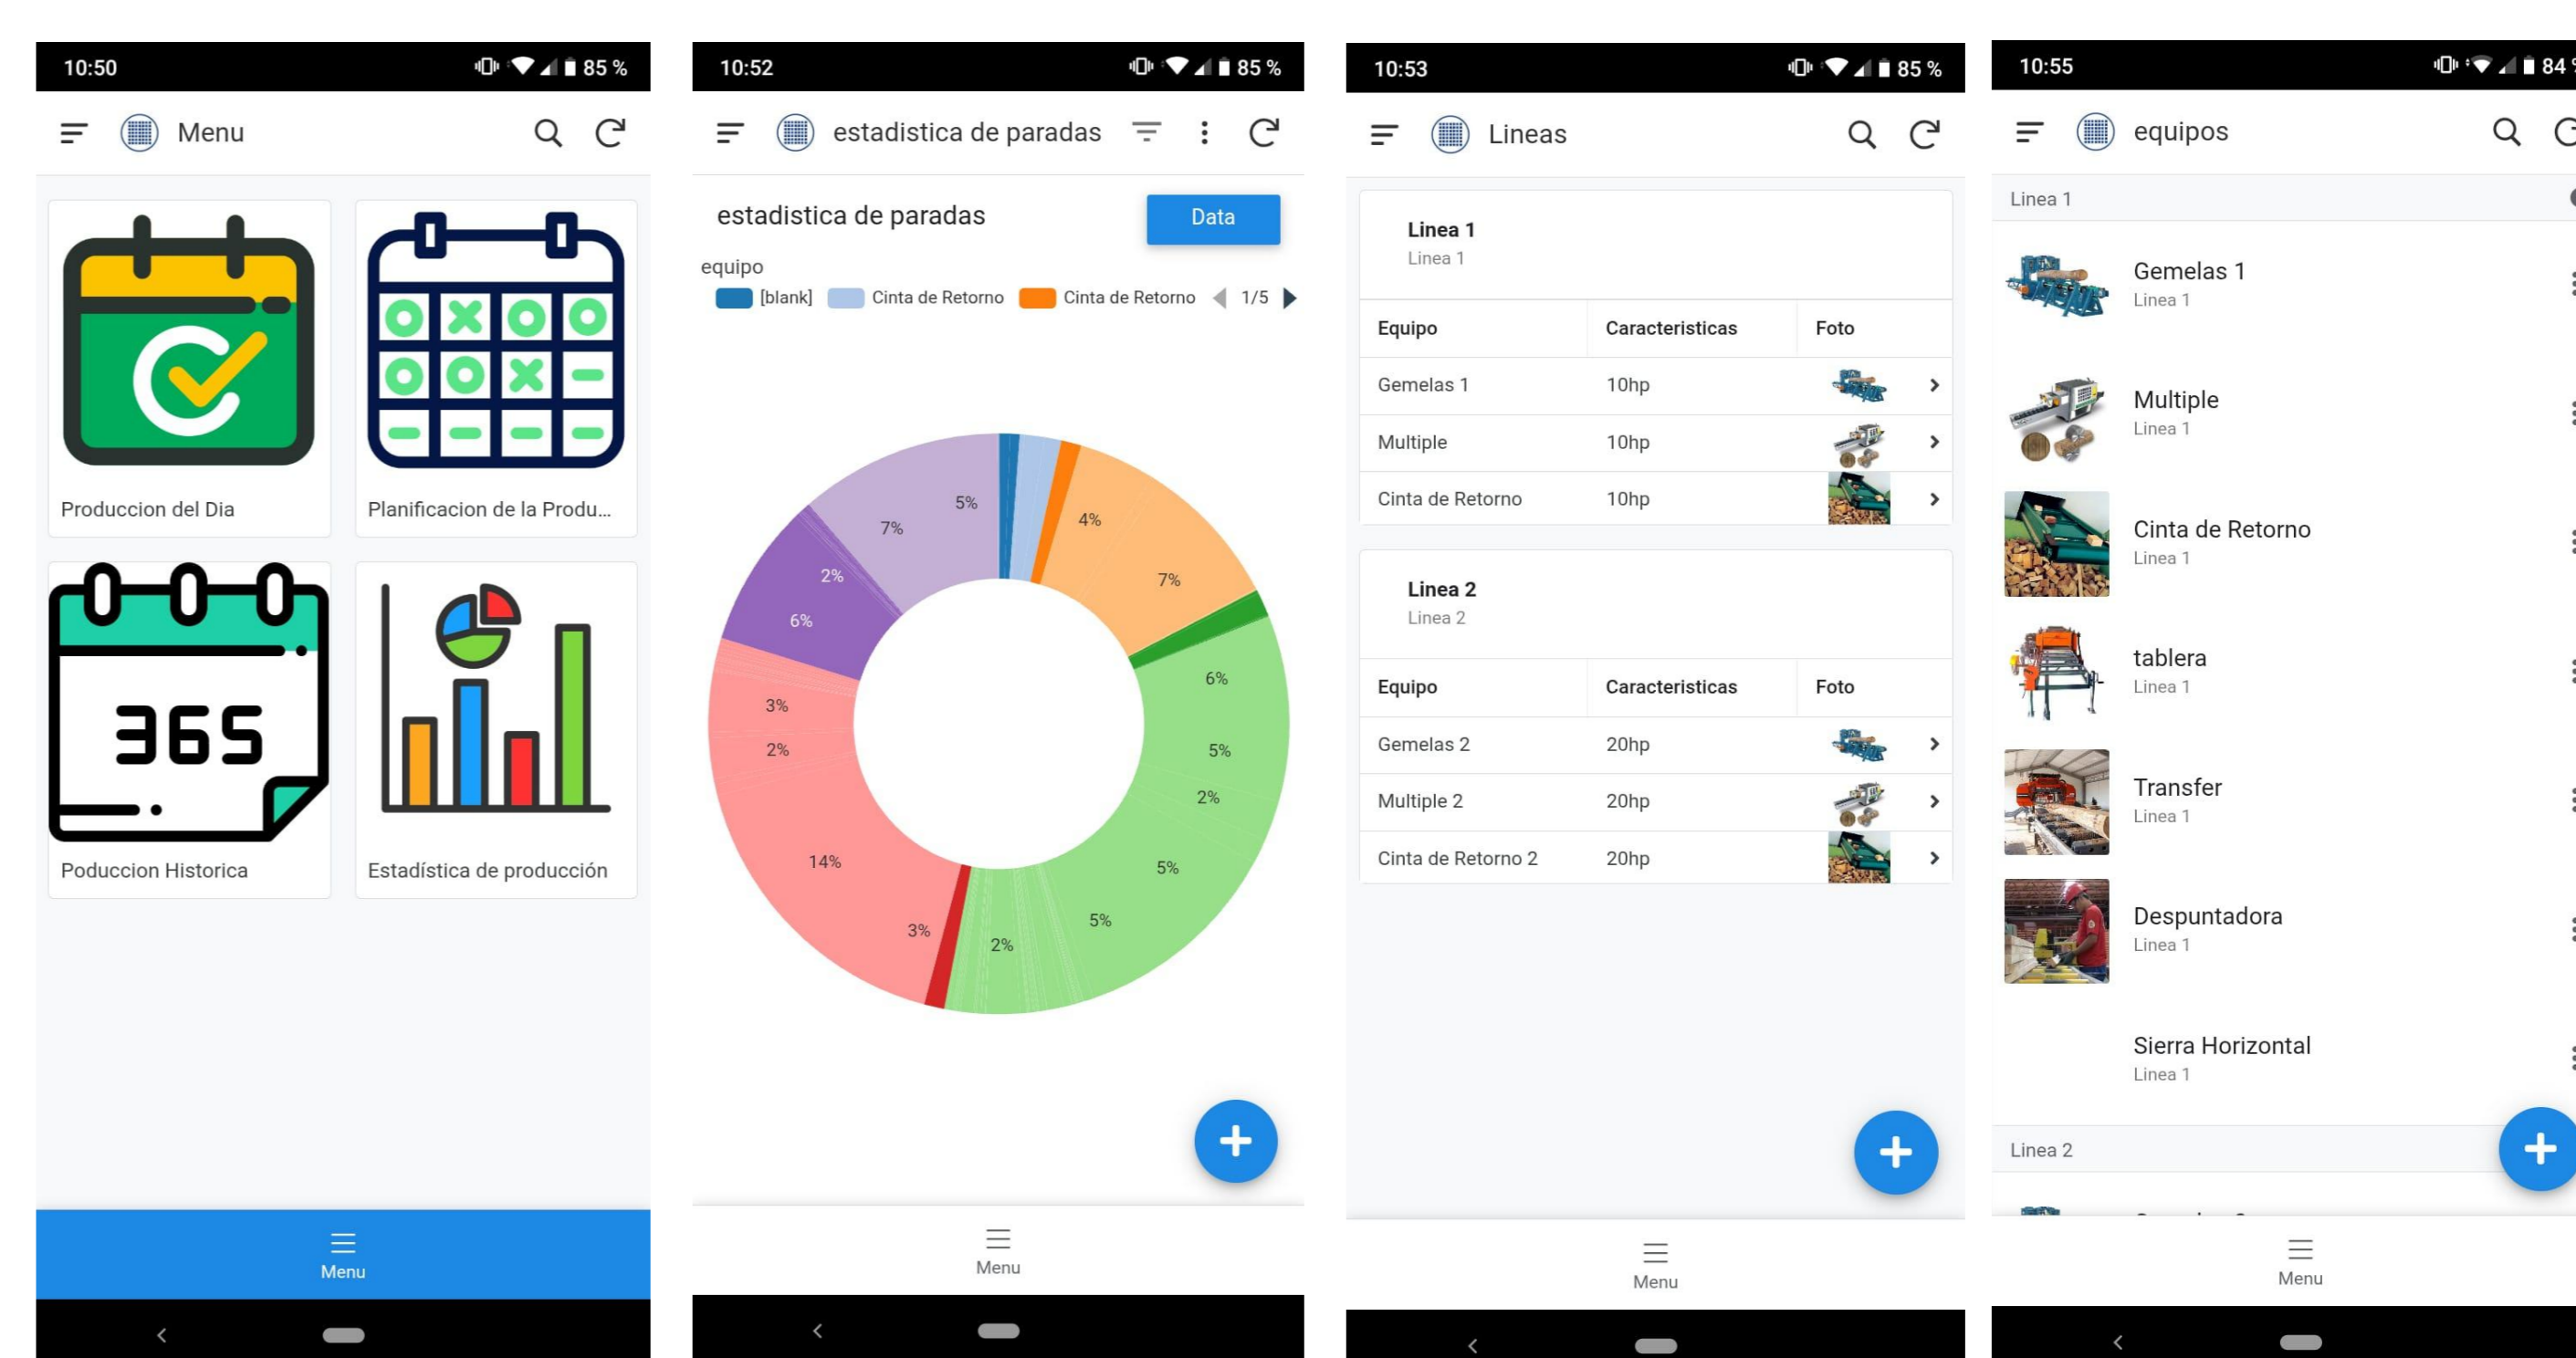 10:50
85 %
Menu
Produccion del Dia
Planificacion de la Produ...
365
Poduccion Historica
Estadística de producción
Menu
10:52
85 %
estadistica de paradas
estadistica de paradas
Data
equipo
[blank] Cinta de Retorno Cinta de Retorno 1/5
5%
4%
7%
7%
2%
6%
6%
3%
5%
2%
2%
14%
5%
5%
3%
2%
Menu
10:53
85 %
Lineas
Linea 1
Linea 1
Equipo Caracteristicas Foto
Gemelas 1 10hp
Multiple 10hp
Cinta de Retorno 10hp
Linea 2
Linea 2
Equipo Caracteristicas Foto
Gemelas 2 20hp
Multiple 2 20hp
Cinta de Retorno 2 20hp
Menu
10:55
84 %
equipos
Linea 1
Gemelas 1
Linea 1
Multiple
Linea 1
Cinta de Retorno
Linea 1
tablera
Linea 1
Transfer
Linea 1
Despuntadora
Linea 1
Sierra Horizontal
Linea 1
Linea 2
Menu